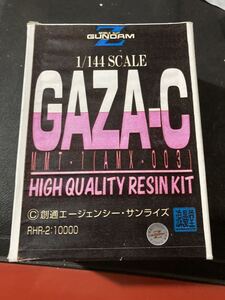 GUNDAM
1/144 SCALE
GAZA-C
MMT-1(AMX-003)
HIGH QUALITY RESIN KIT
©創通エージェンシー・サンライズ
RHR-2:10000